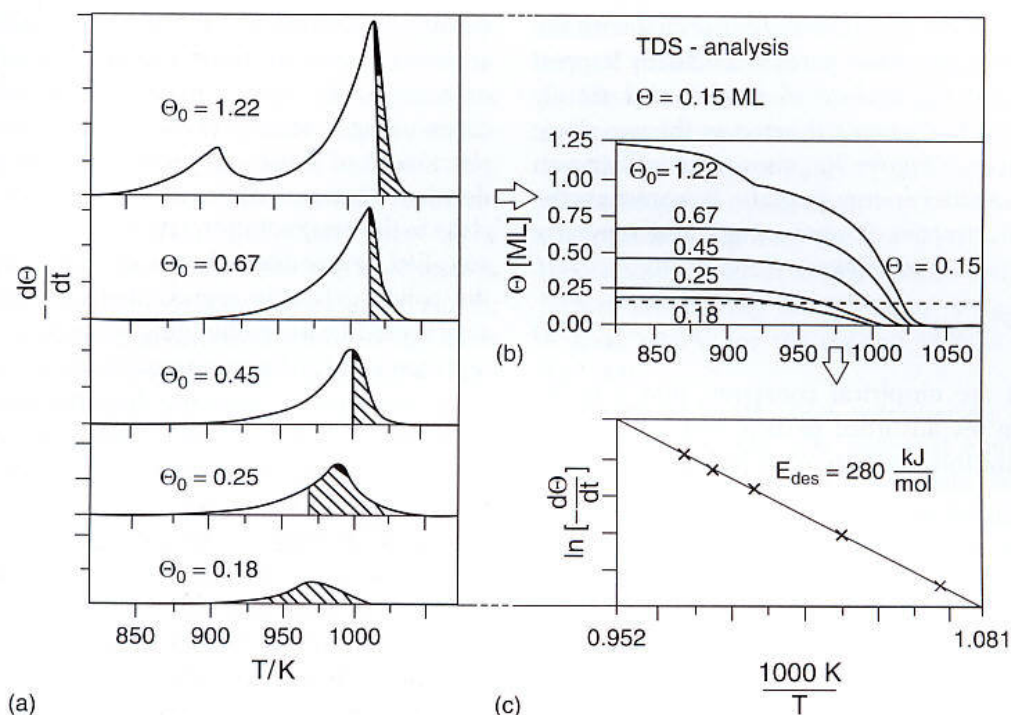 Θ₀ = 1.22
Θ₀ = 0.67
Θ₀ = 0.45
Θ₀ = 0.25
Θ₀ = 0.18
− dΘ/dt
850 900 950 1000
T/K
(a)
TDS - analysis
Θ = 0.15 ML
1.25
1.00
0.75
0.50
0.25
0.00
Θ [ML]
Θ₀ = 1.22
0.67
0.45
0.25
0.18
Θ = 0.15
850 900 950 1000 1050
(b)
E des = 280 kJ/mol
ln [− dΘ/dt]
0.952 1.081
1000 K
T
(c)